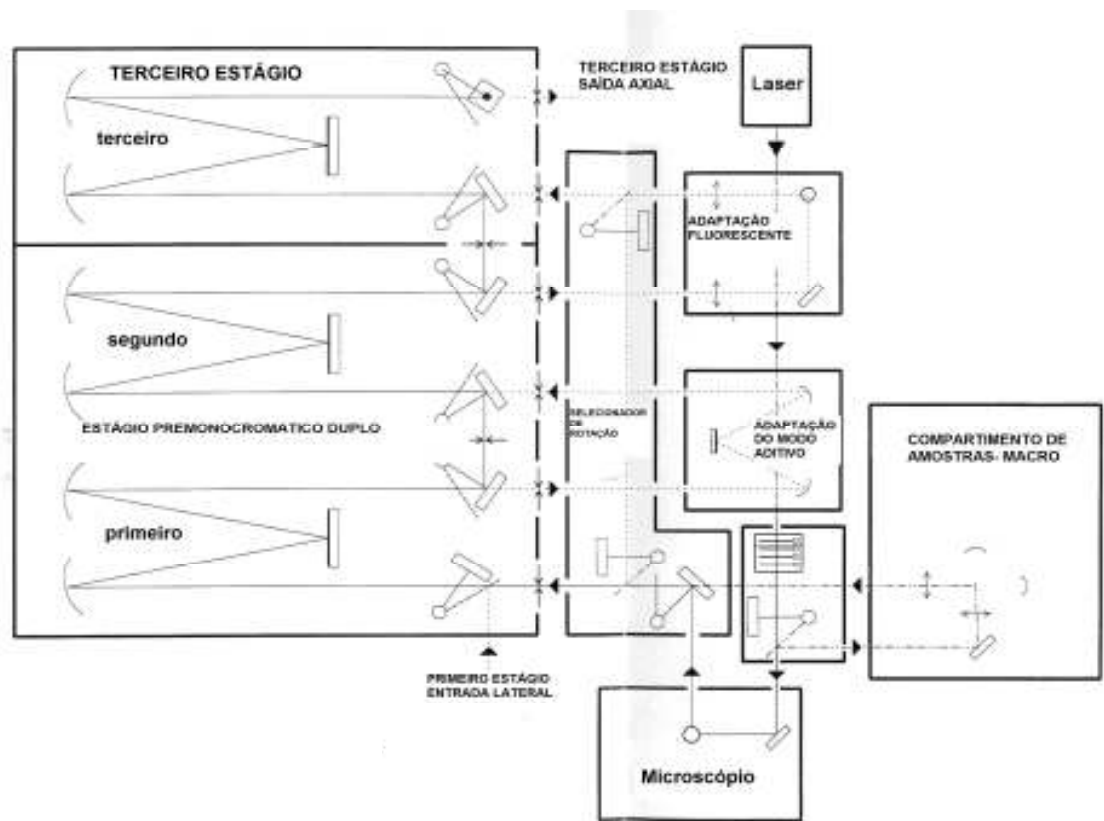 TERCEIRO ESTÁGIO
TERCEIRO ESTÁGIO
SAÍDA AXIAL
Laser
terceiro
ADAPTAÇÃO
FLUORESCENTE
segundo
SELECIONADOR
DE
ROTAÇÃO
ESTÁGIO PREMONOCROMATICO DUPLO
ADAPTAÇÃO
DO MODO
ADITIVO
COMPARTIMENTO DE
AMOSTRAS- MACRO
primeiro
PRIMEIRO ESTÁGIO
ENTRADA LATERAL
Microscópio